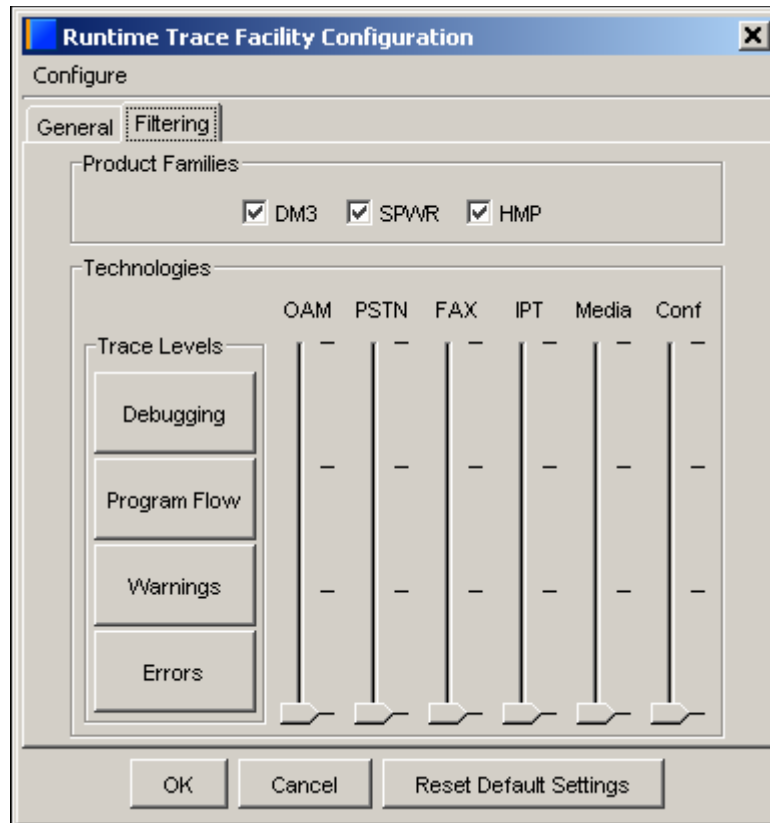 Runtime Trace Facility Configuration
Configure
General Filtering
Product Families
DM3 SPWR HMP
Technologies
OAM PSTN FAX IPT Media Conf
Trace Levels
Debugging
Program Flow
Warnings
Errors
OK Cancel Reset Default Settings